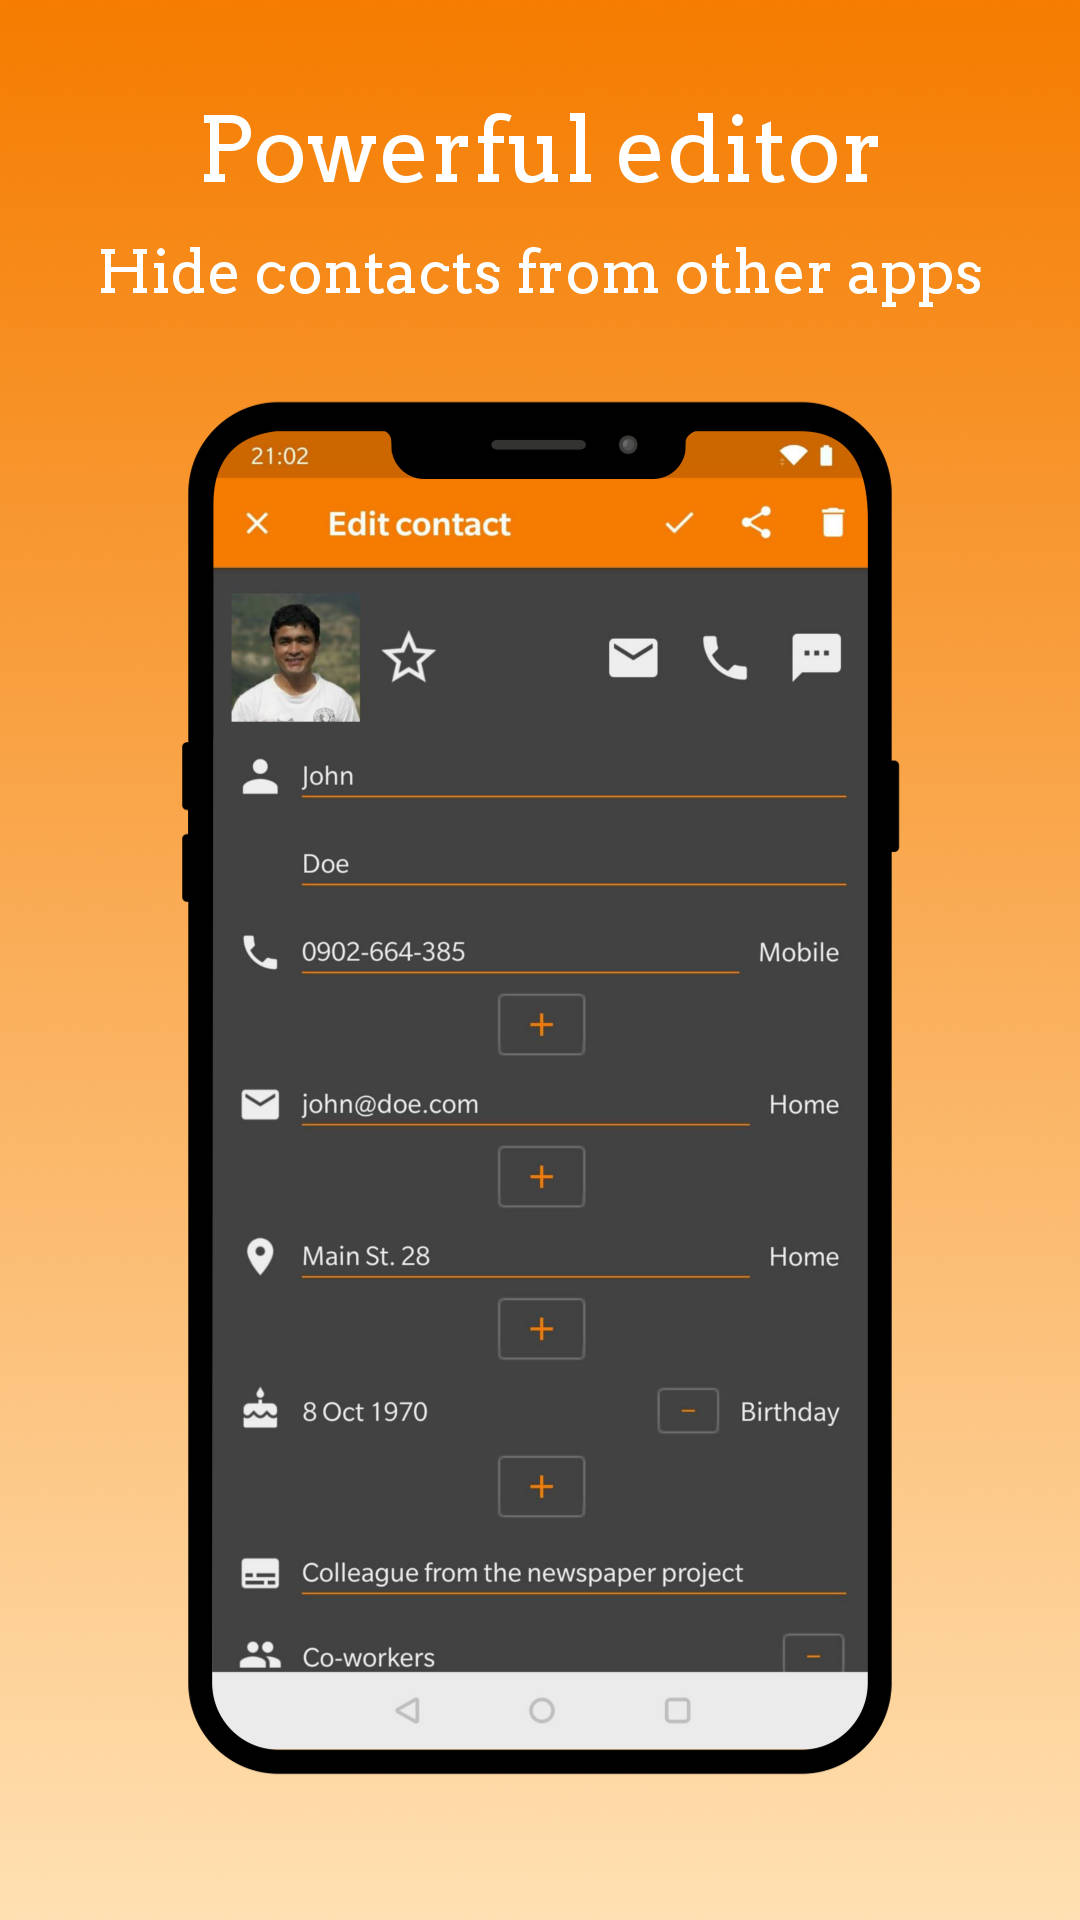 Powerful editor
Hide contacts from other apps
21:02
Edit contact
John
Doe
0902-664-385 Mobile
+
john@doe.com Home
+
Main St. 28 Home
+
8 Oct 1970 − Birthday
+
Colleague from the newspaper project
Co-workers −